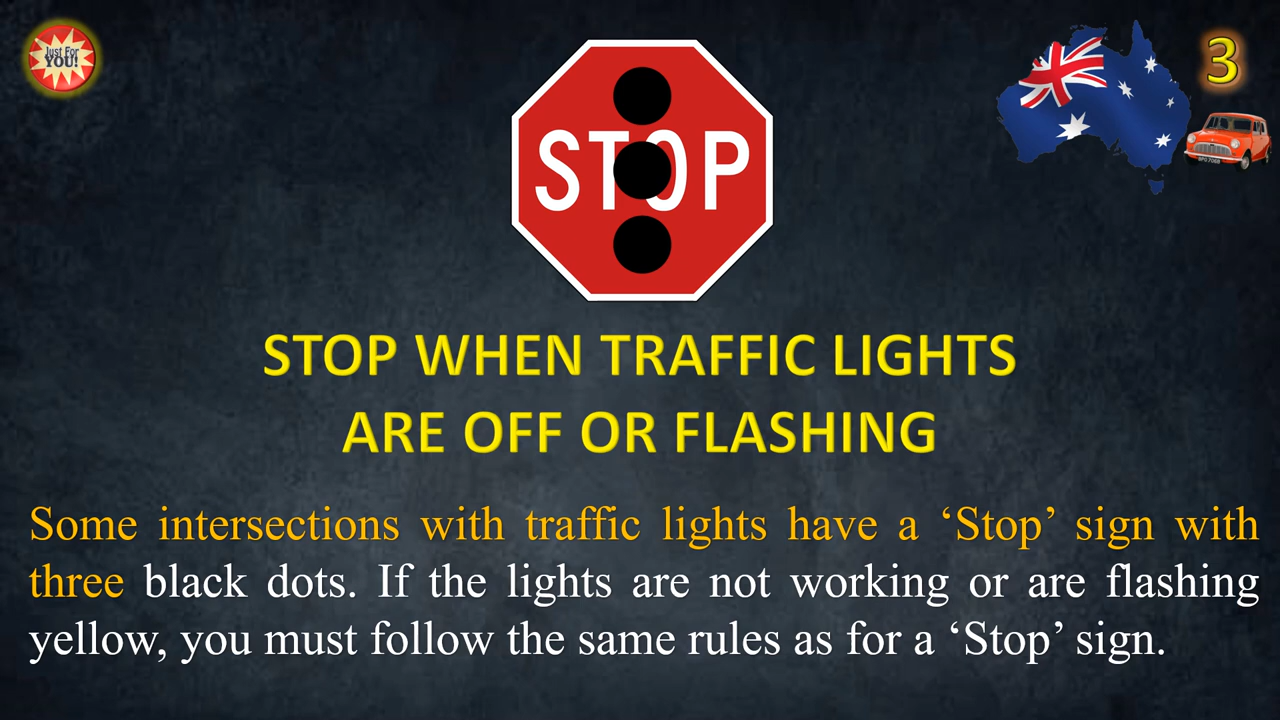 Just For
YOU!
3
STOP
STOP WHEN TRAFFIC LIGHTS
ARE OFF OR FLASHING
Some intersections with traffic lights have a ‘Stop’ sign with
three black dots. If the lights are not working or are flashing
yellow, you must follow the same rules as for a ‘Stop’ sign.